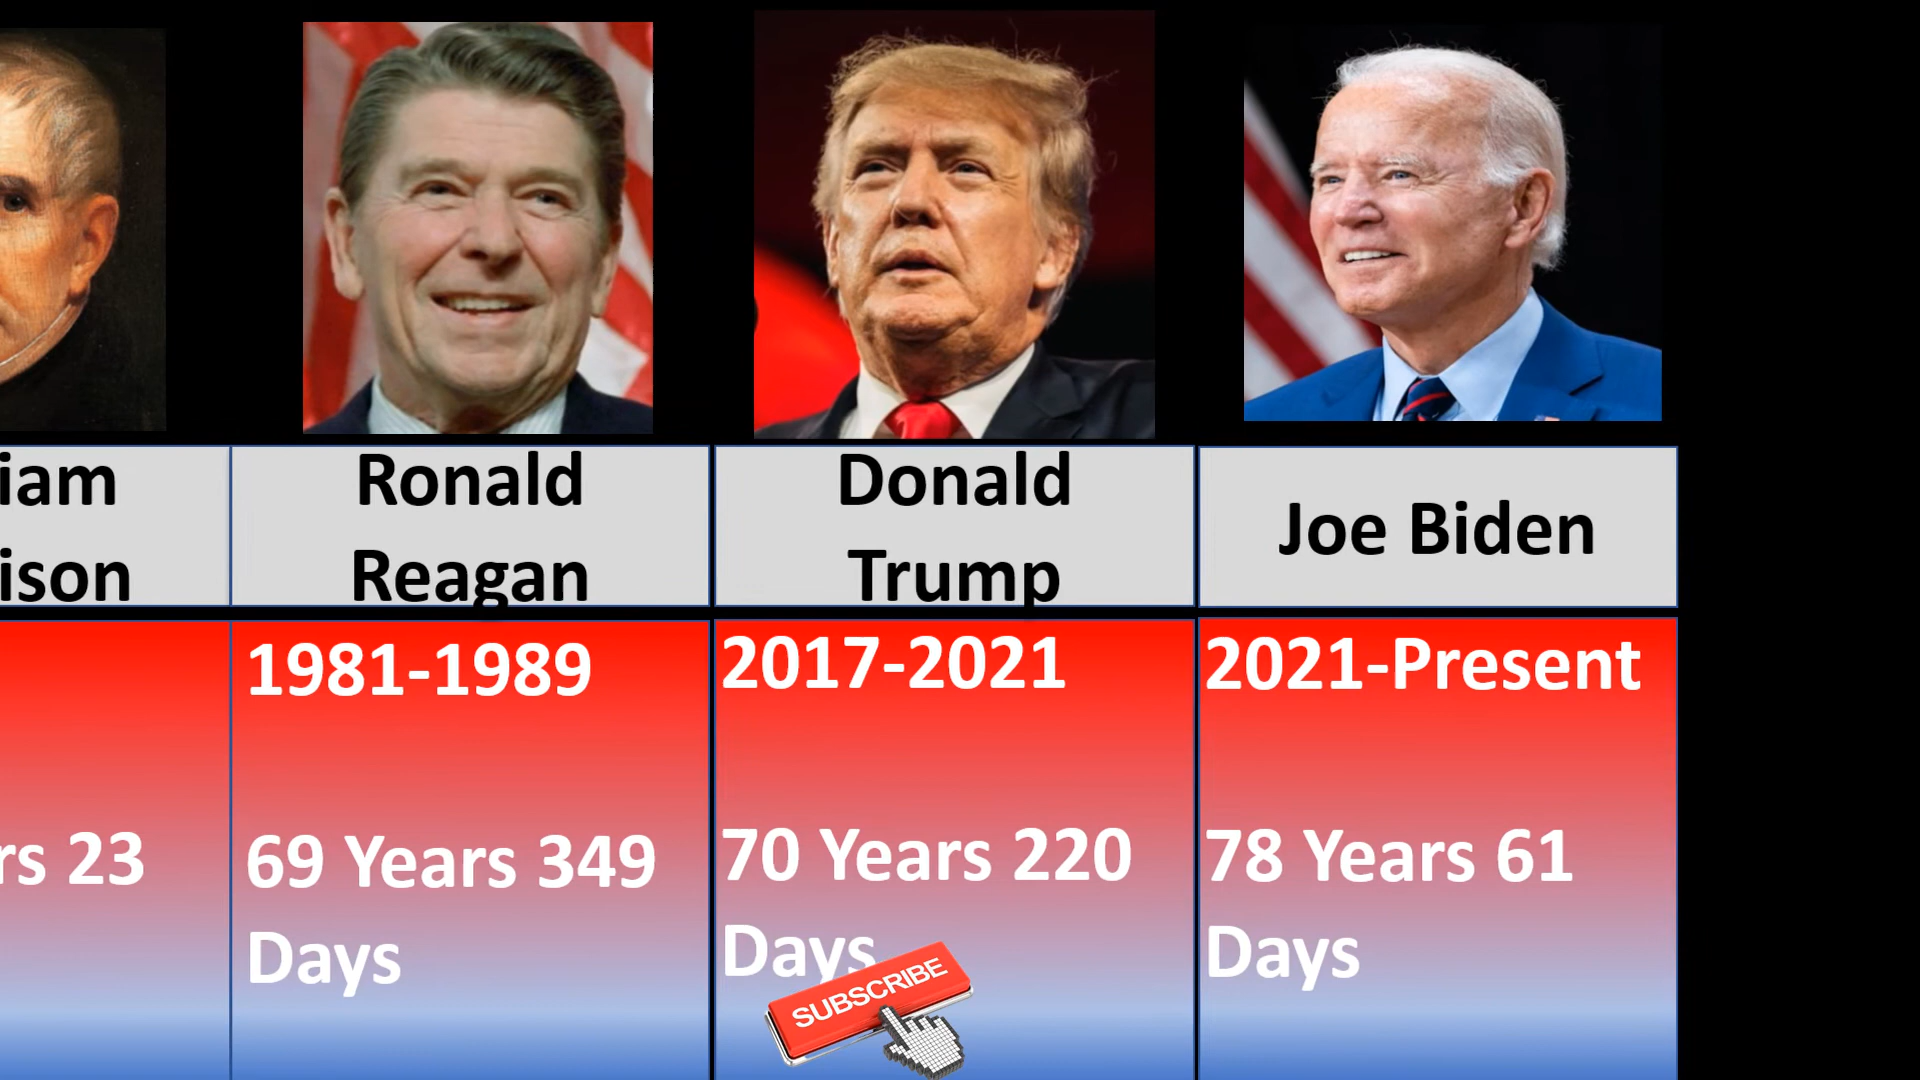 iam
ison
Ronald
Reagan
Donald
Trump
Joe Biden
rs 23
1981-1989
69 Years 349
Days
2017-2021
70 Years 220
Days
2021-Present
78 Years 61
Days
SUBSCRIBE